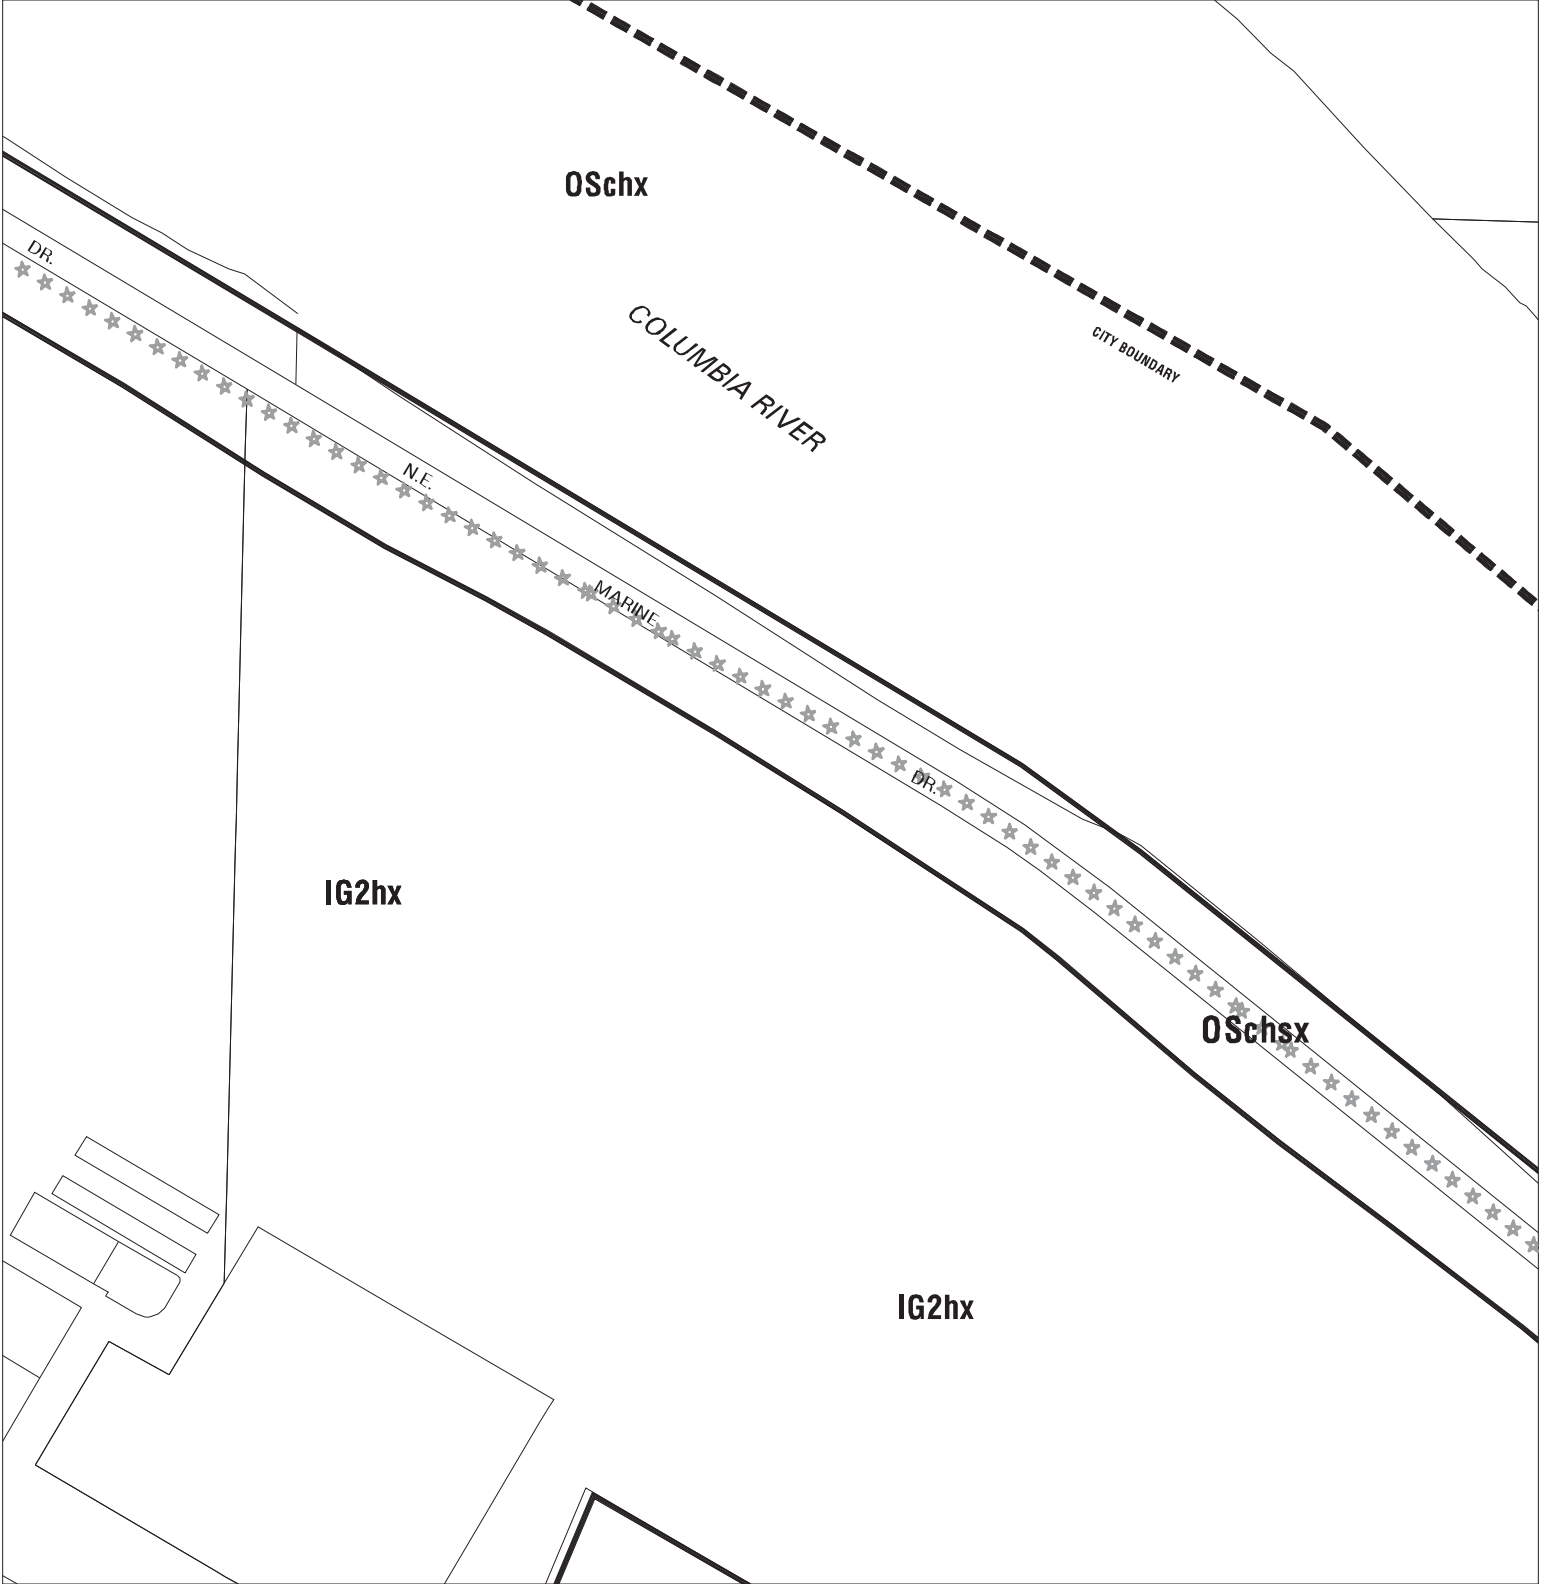 OSchx
DR.
COLUMBIA RIVER
CITY BOUNDARY
N.E.
MARINE
DR.
IG2hx
OSchsx
IG2hx